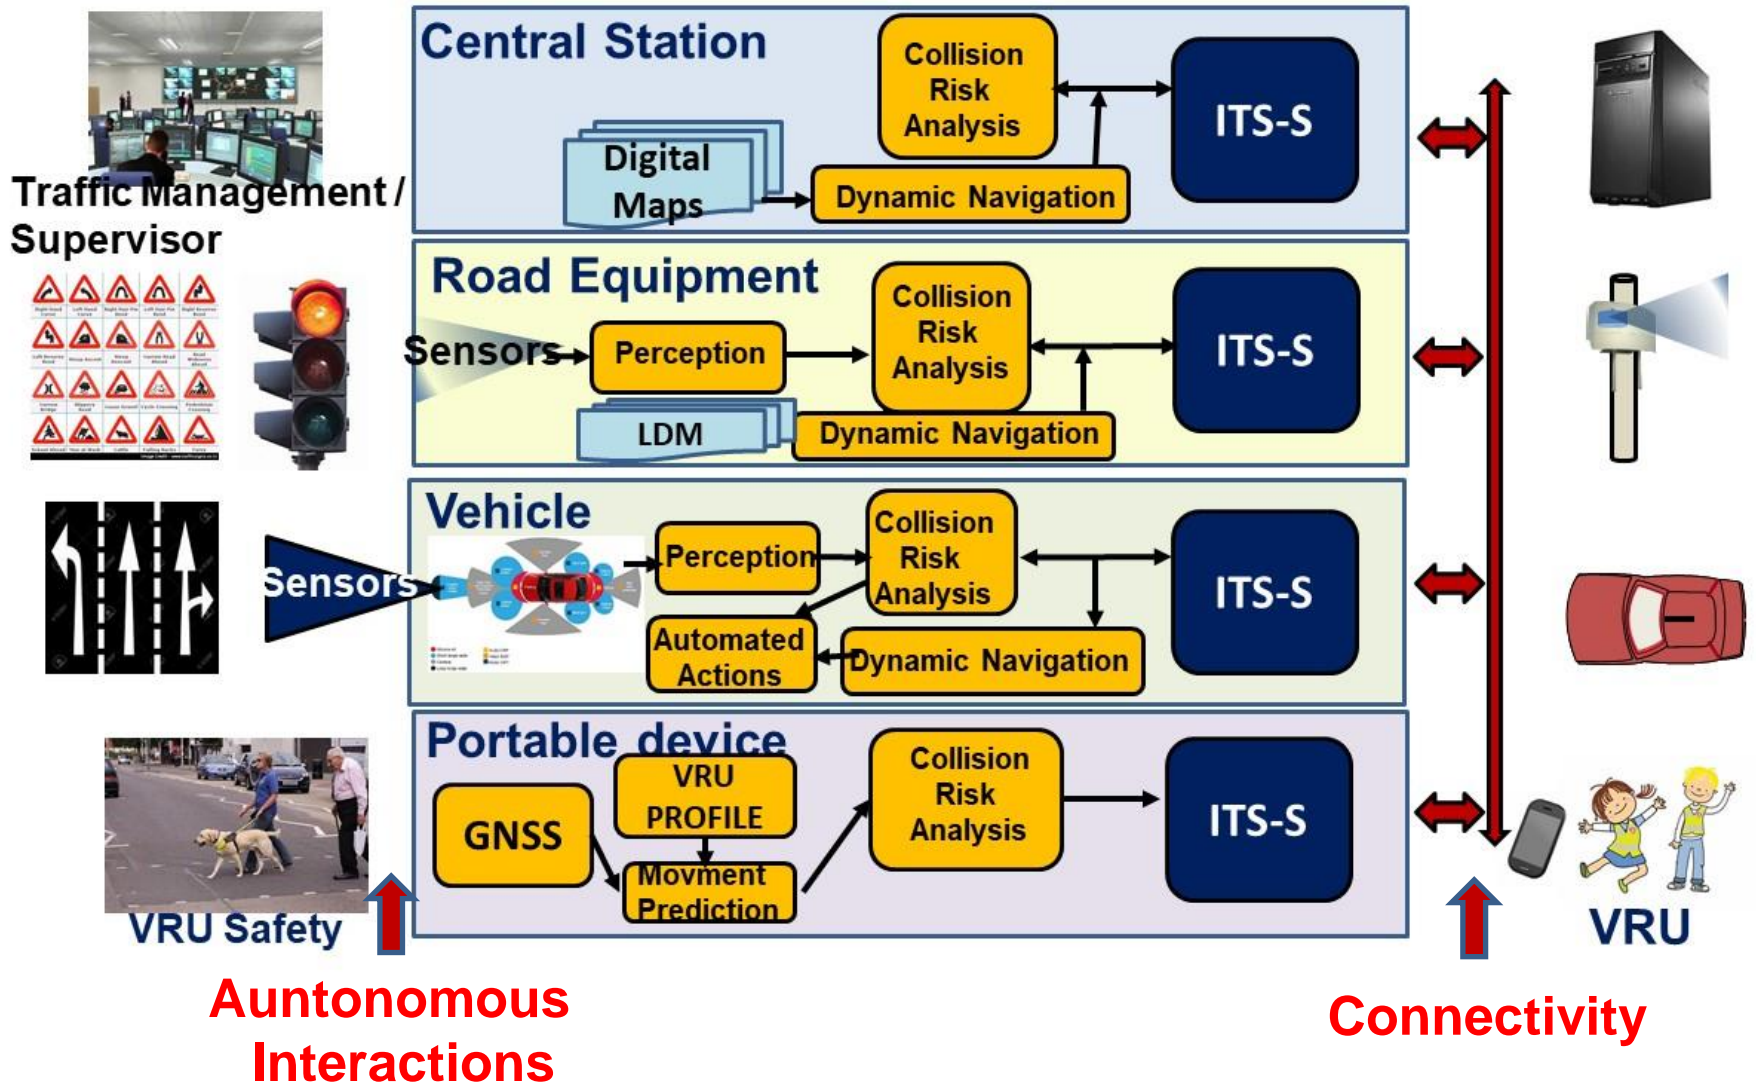 Central Station
Collision
Risk
Analysis
ITS-S
Digital
Maps
Dynamic Navigation
Traffic Management /
Supervisor
Road Equipment
Collision
Risk
Analysis
ITS-S
Sensors
Perception
LDM
Dynamic Navigation
Vehicle
Collision
Risk
Analysis
ITS-S
Sensors
Perception
Automated
Actions
Dynamic Navigation
Portable device
VRU
PROFILE
Collision
Risk
Analysis
ITS-S
GNSS
Movment
Prediction
VRU Safety
VRU
Auntonomous
Interactions
Connectivity